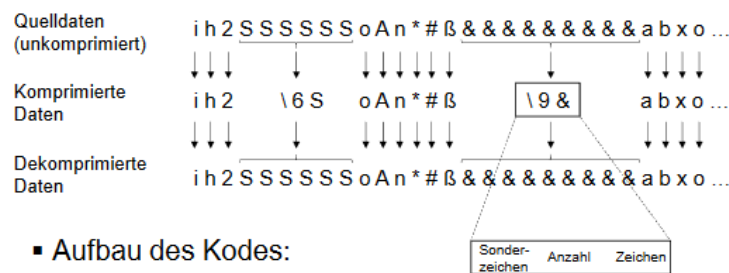 Quelldaten
(unkomprimiert)
i h 2 S S S S S S o A n * # ß & & & & & & & & & a b x o ...
Komprimierte
Daten
i h 2 \ 6 S o A n * # ß \ 9 & a b x o ...
Dekomprimierte
Daten
i h 2 S S S S S S o A n * # ß & & & & & & & & & a b x o ...
▪ Aufbau des Kodes:
Sonder-
zeichen Anzahl Zeichen